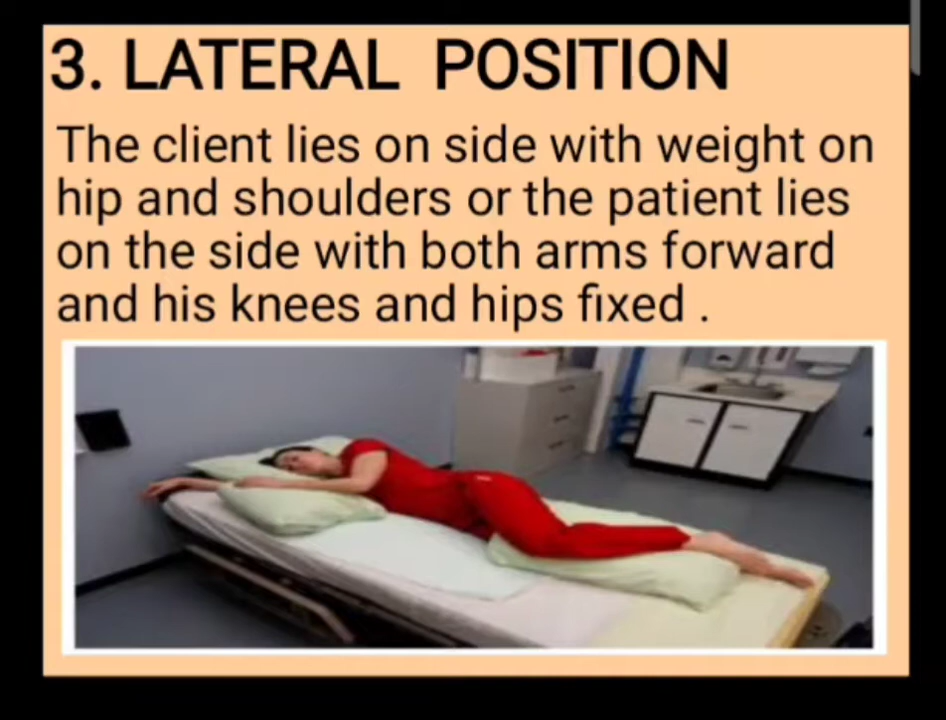 3. LATERAL POSITION
The client lies on side with weight on
hip and shoulders or the patient lies
on the side with both arms forward
and his knees and hips fixed .